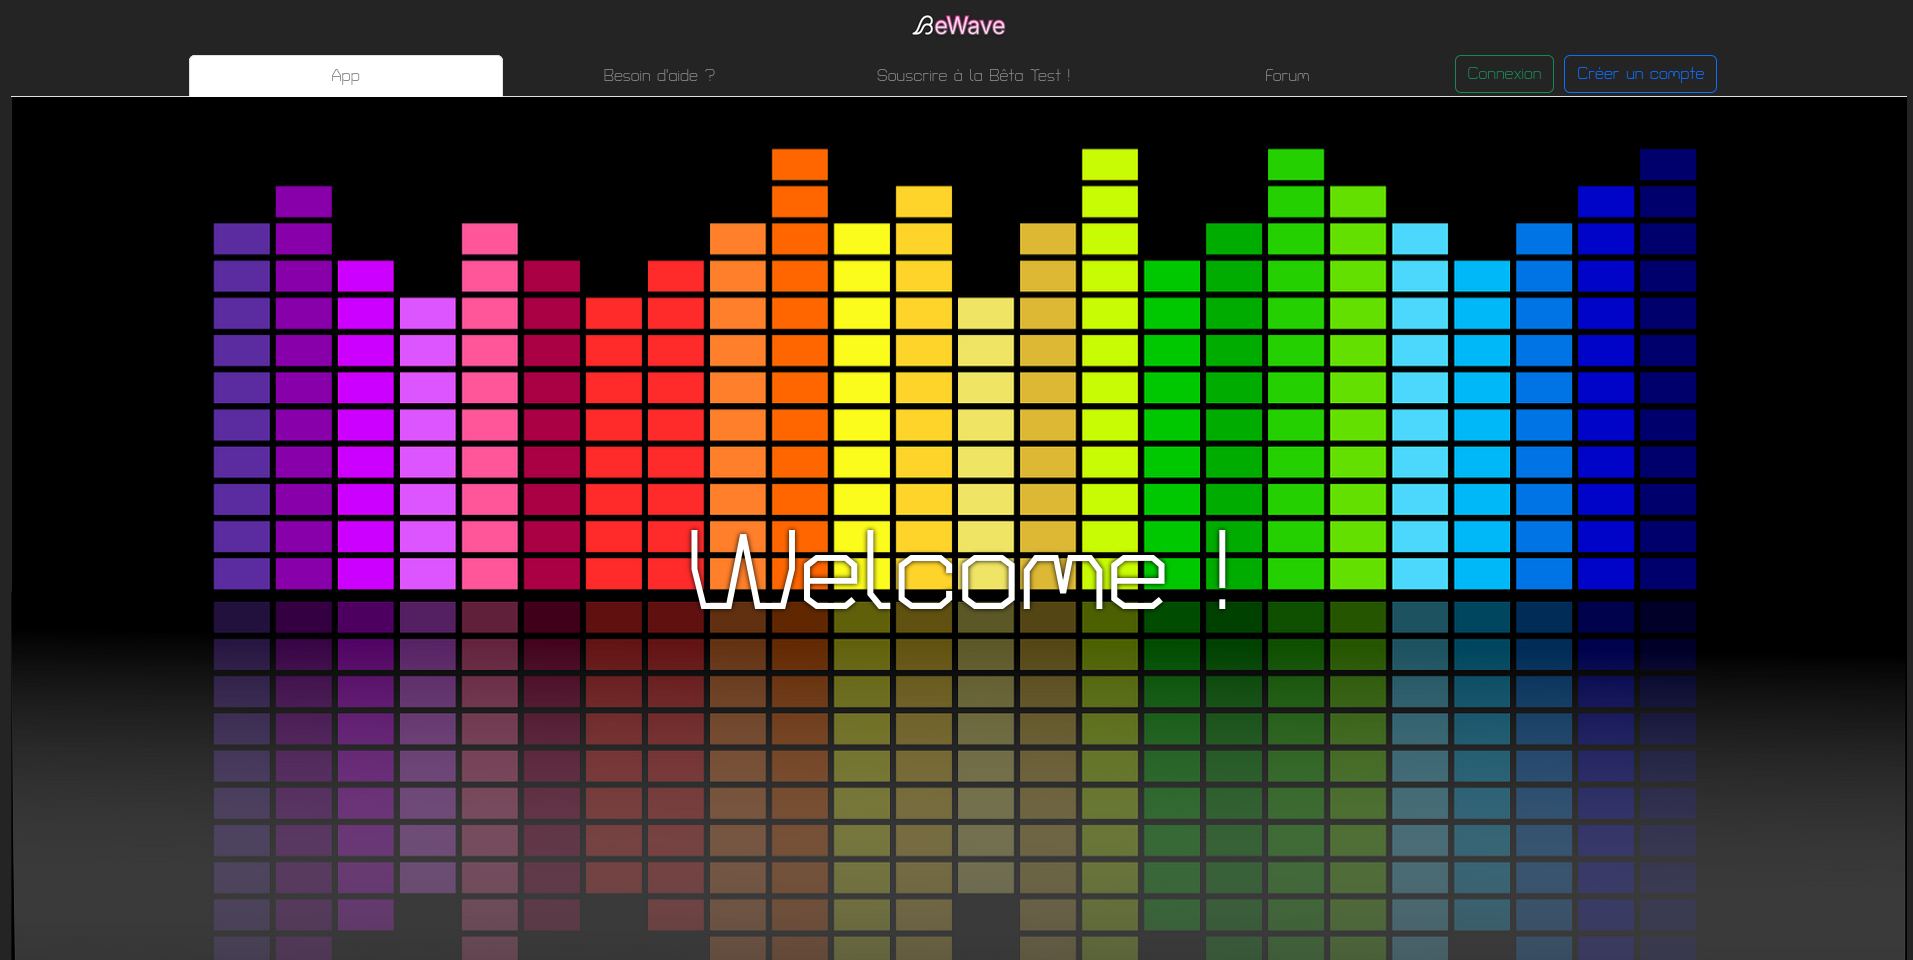 BeWave
App
Besoin d'aide ?
Souscrire à la Bêta Test !
Forum
Connexion
Créer un compte
Welcome !